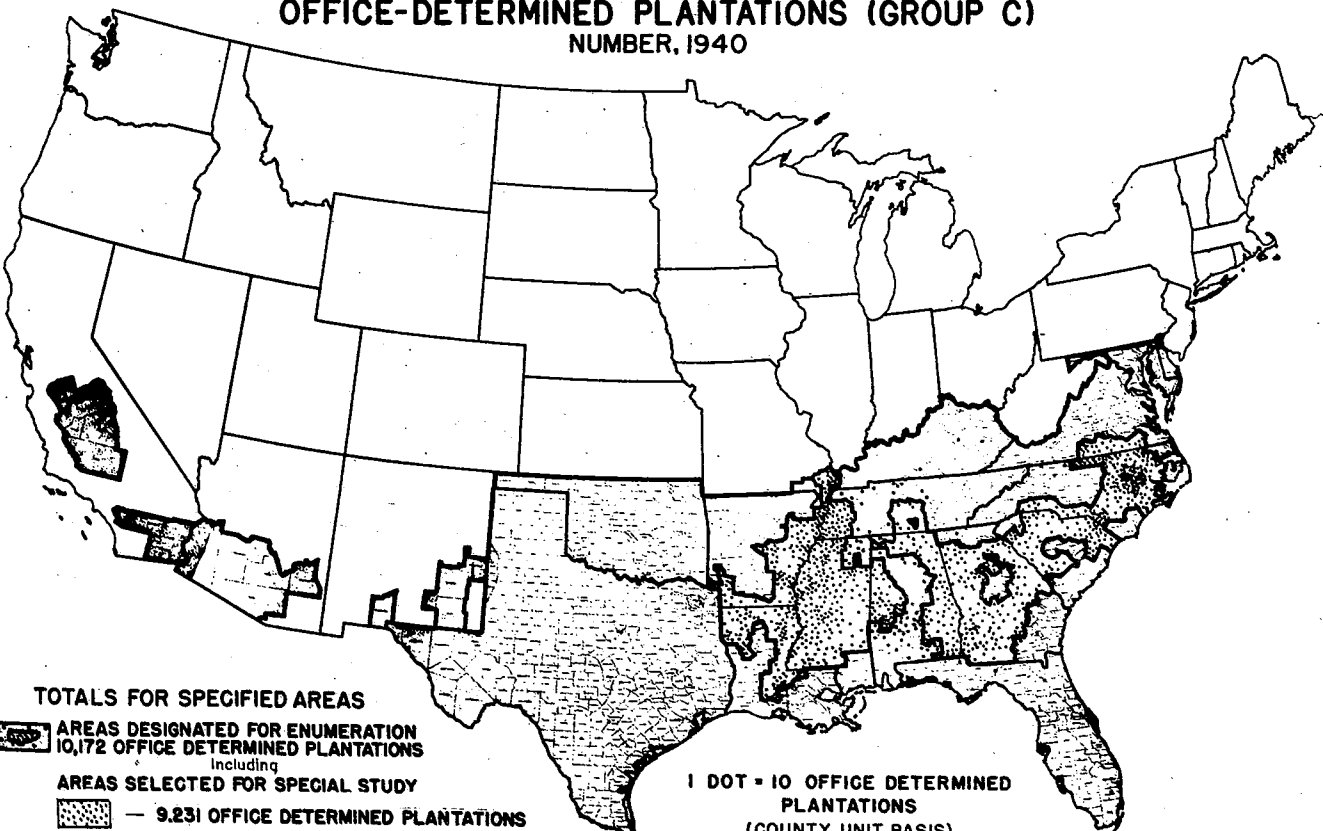 OFFICE-DETERMINED PLANTATIONS (GROUP C)
NUMBER, 1940
TOTALS FOR SPECIFIED AREAS
AREAS DESIGNATED FOR ENUMERATION
10,172 OFFICE DETERMINED PLANTATIONS
Including
AREAS SELECTED FOR SPECIAL STUDY
— 9,231 OFFICE DETERMINED PLANTATIONS
1 DOT = 10 OFFICE DETERMINED
PLANTATIONS
(COUNTY UNIT BASIS)